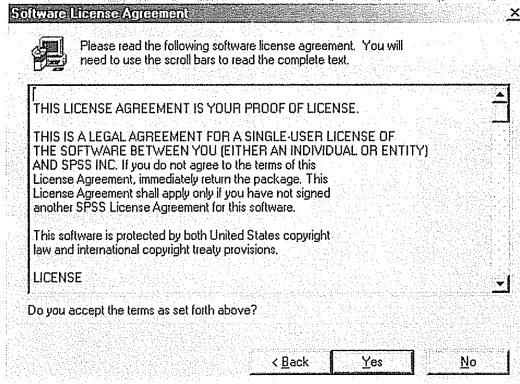 Software License Agreement
Please read the following software license agreement. You will
need to use the scroll bars to read the complete text.
THIS LICENSE AGREEMENT IS YOUR PROOF OF LICENSE.
THIS IS A LEGAL AGREEMENT FOR A SINGLE-USER LICENSE OF
THE SOFTWARE BETWEEN YOU (EITHER AN INDIVIDUAL OR ENTITY)
AND SPSS INC. If you do not agree to the terms of this
License Agreement, immediately return the package. This
License Agreement shall apply only if you have not signed
another SPSS License Agreement for this software.
This software is protected by both United States copyright
law and international copyright treaty provisions.
LICENSE
Do you accept the terms as set forth above?
< Back Yes No